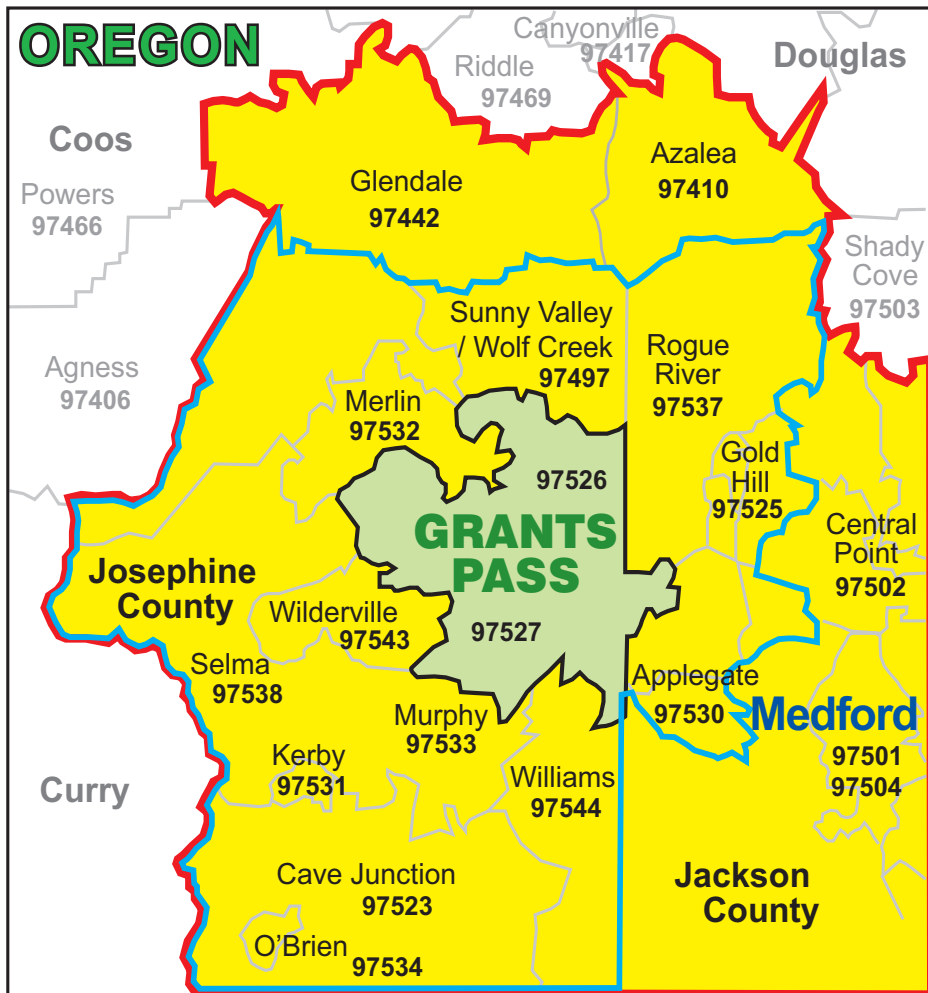 OREGON
Canyonville
97417
Douglas
Riddle
97469
Coos
Azalea
97410
Glendale
97442
Powers
97466
Shady
Cove
97503
Sunny Valley
/ Wolf Creek
97497
Rogue
River
97537
Agness
97406
Merlin
97532
Gold
Hill
97525
97526
GRANTS
PASS
97527
Central
Point
97502
Josephine
County
Wilderville
97543
Selma
97538
Applegate
97530
Medford
97501
97504
Murphy
97533
Kerby
97531
Williams
97544
Curry
Cave Junction
97523
Jackson
County
O'Brien
97534